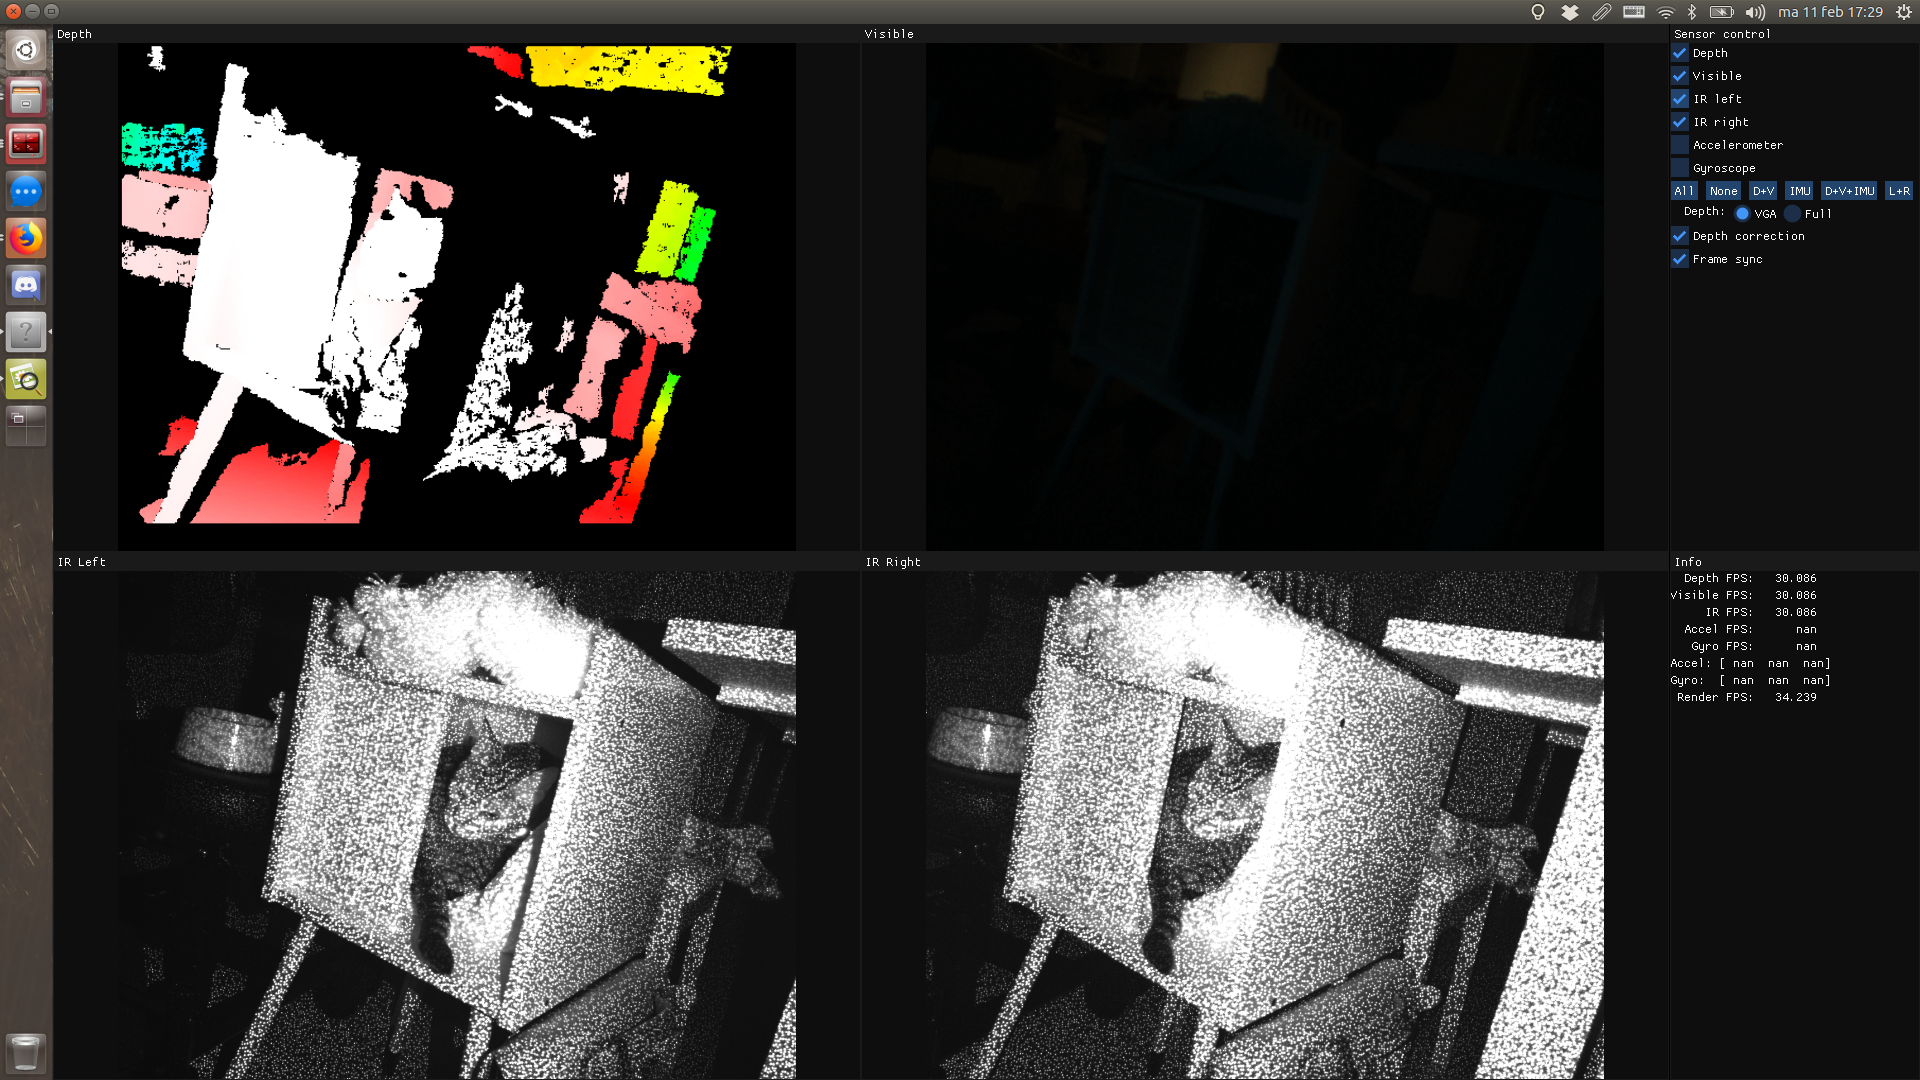 ma 11 feb 17:29
Depth
Visible
Sensor control
Depth
Visible
IR left
IR right
Accelerometer
Gyroscope
All None D+V IMU D+V+IMU L+R
Depth: VGA Full
Depth correction
Frame sync
IR Left
IR Right
Info
Depth FPS: 30.086
Visible FPS: 30.086
IR FPS: 30.086
Accel FPS: nan
Gyro FPS: nan
Accel: [ nan nan nan]
Gyro: [ nan nan nan]
Render FPS: 34.239